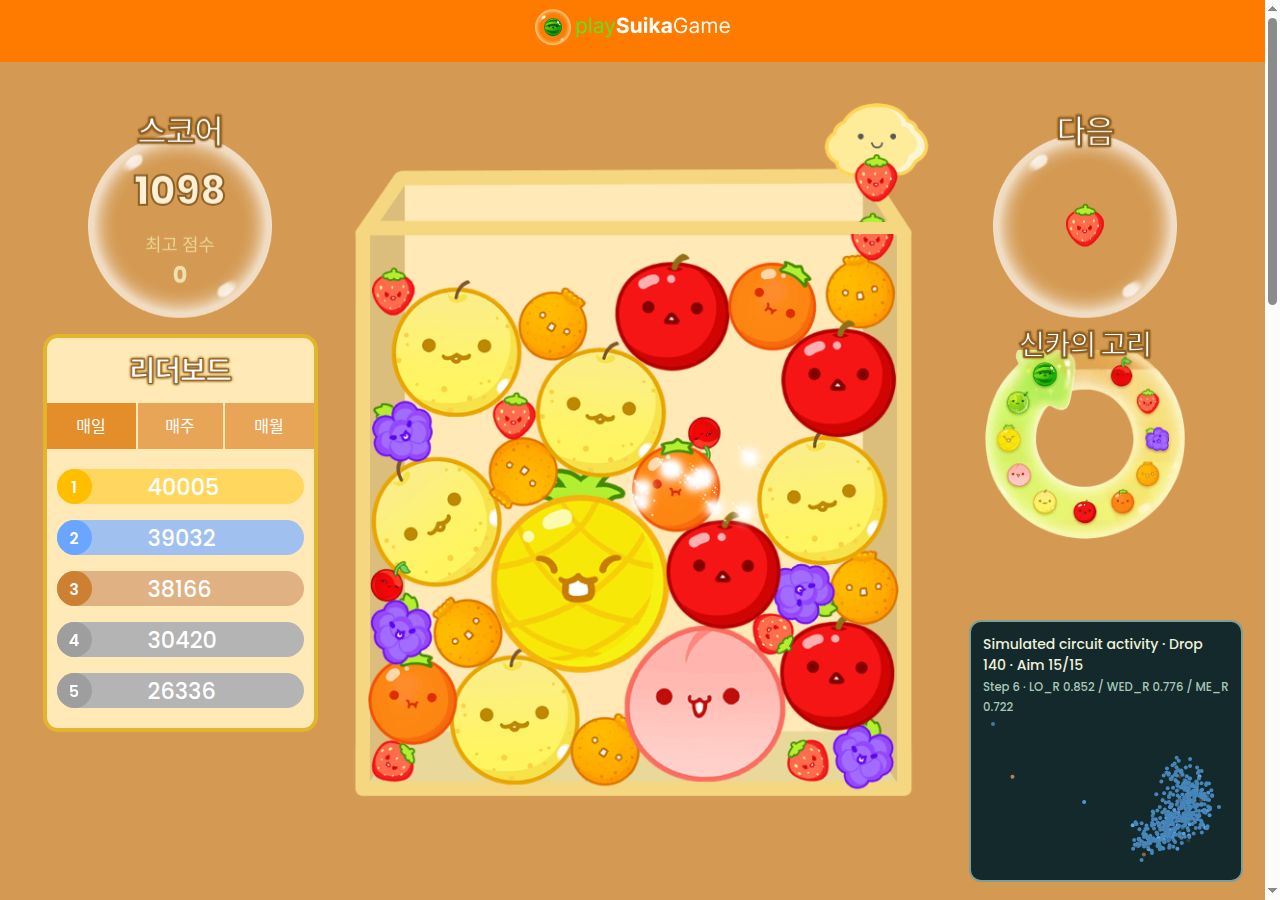 playSuikaGame
스코어
1098
최고 점수
0
다음
신카의 고리
리더보드
매일 매주 매월
1 40005
2 39032
3 38166
4 30420
5 26336
Simulated circuit activity · Drop
140 · Aim 15/15
Step 6 · LO_R 0.852 / WED_R 0.776 / ME_R
0.722